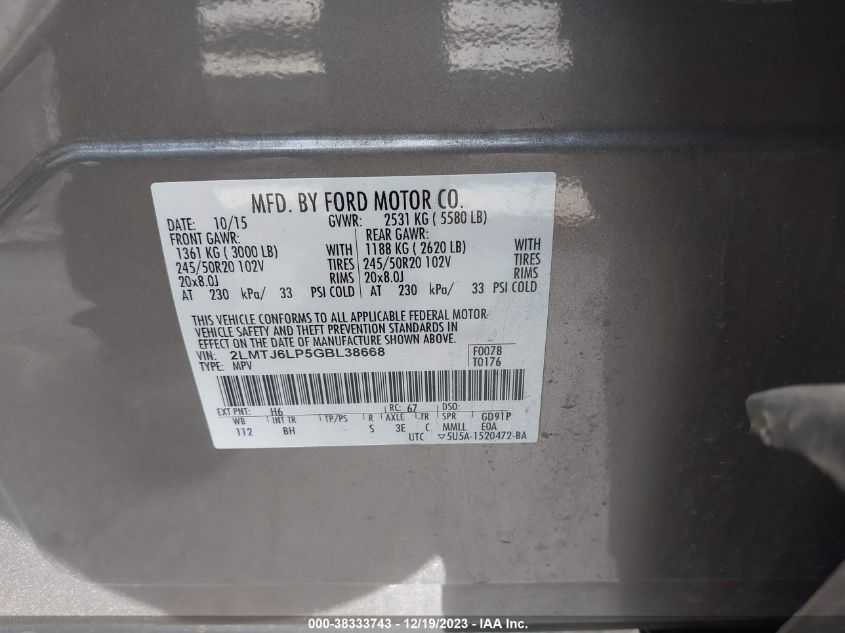 MFD. BY FORD MOTOR CO.
DATE: 10/15 GVWR: 2531 KG ( 5580 LB)
FRONT GAWR: REAR GAWR:
1361 KG ( 3000 LB) WITH 1188 KG ( 2620 LB) WITH
245/50R20 102V TIRES 245/50R20 102V TIRES
20x8.0J RIMS 20x8.0J RIMS
AT 230 kPa/ 33 PSI COLD AT 230 kPa/ 33 PSI COLD
THIS VEHICLE CONFORMS TO ALL APPLICABLE FEDERAL MOTOR
VEHICLE SAFETY AND THEFT PREVENTION STANDARDS IN
EFFECT ON THE DATE OF MANUFACTURE SHOWN ABOVE.
VIN: 2LMTJ6LP5GBL38668 F0078
TYPE: MPV T0176
EXT PNT: H6 RC: 67 DSO:
WB INT TR TP/PS R AXLE TR SPR GD91P
112 BH S 3E C MMLL E0A
UTC ▽5U5A-1520472-BA
000-38333743 - 12/19/2023 - IAA Inc.